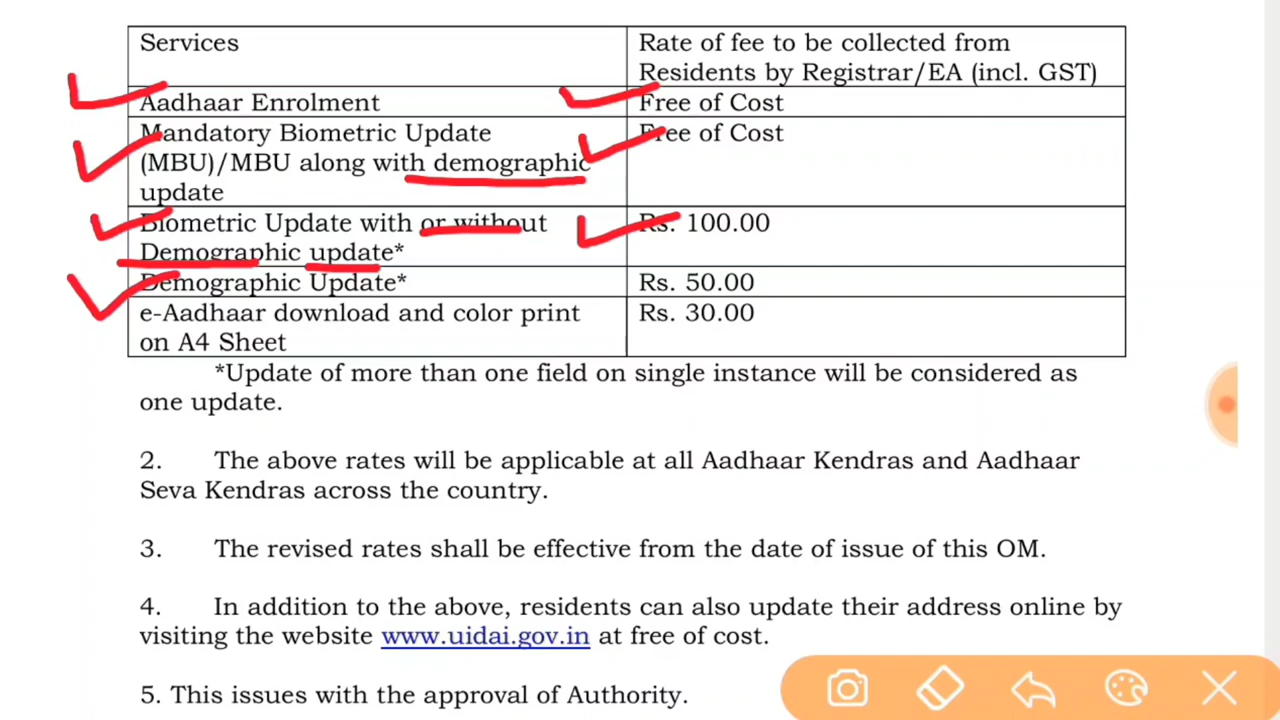 Services
Rate of fee to be collected from
Residents by Registrar/EA (incl. GST)
Aadhaar Enrolment
Free of Cost
Mandatory Biometric Update
(MBU)/MBU along with demographic
update
Free of Cost
Biometric Update with or without
Demographic update*
Rs. 100.00
Demographic Update*
Rs. 50.00
e-Aadhaar download and color print
on A4 Sheet
Rs. 30.00
*Update of more than one field on single instance will be considered as
one update.
2. The above rates will be applicable at all Aadhaar Kendras and Aadhaar
Seva Kendras across the country.
3. The revised rates shall be effective from the date of issue of this OM.
4. In addition to the above, residents can also update their address online by
visiting the website www.uidai.gov.in at free of cost.
5. This issues with the approval of Authority.